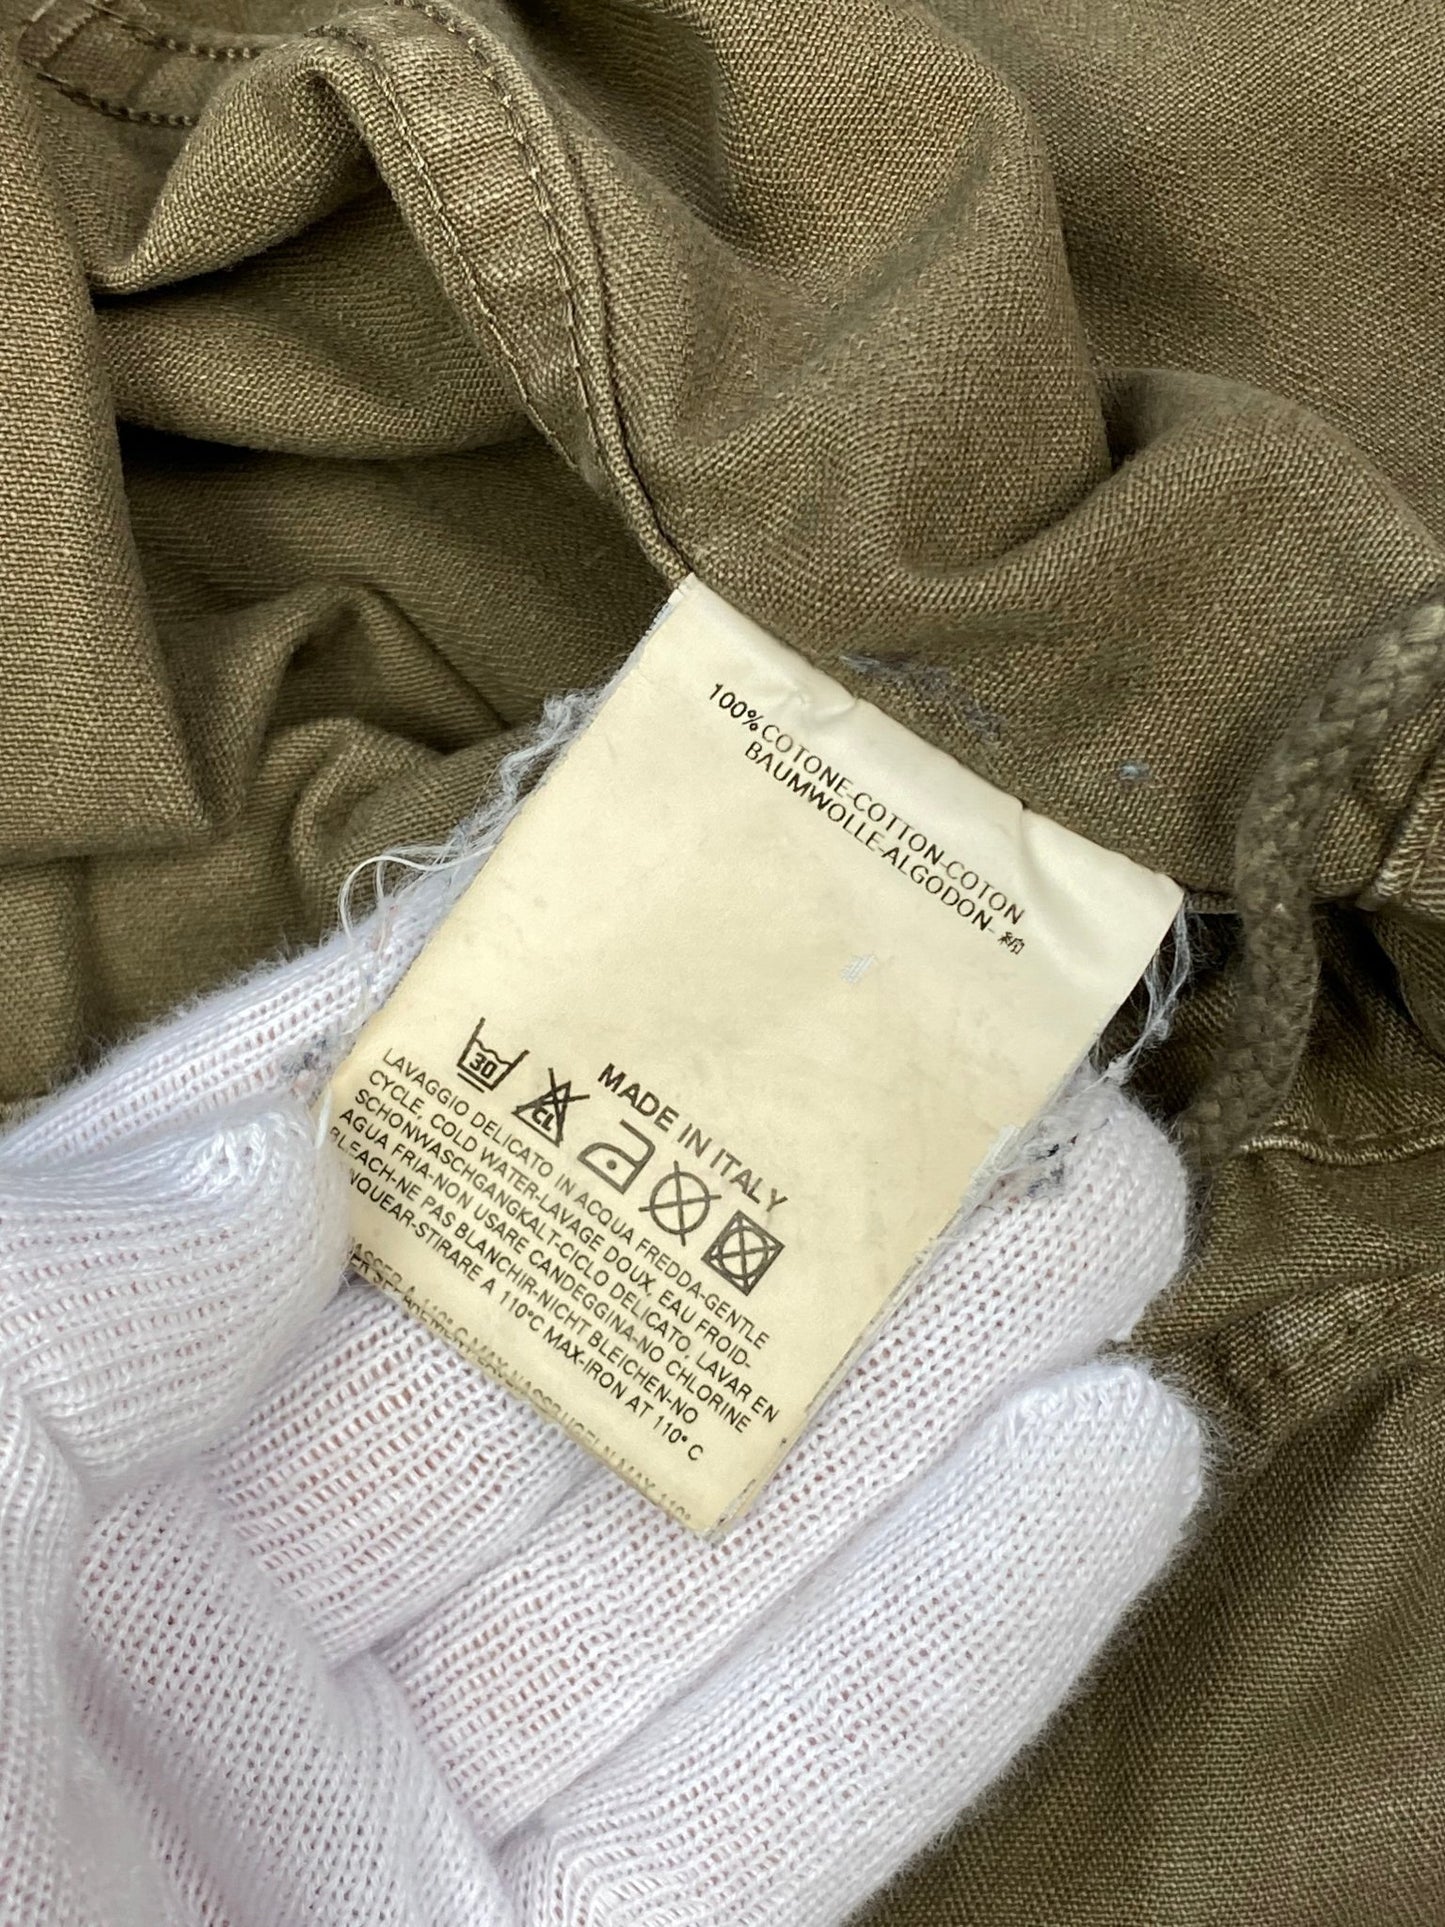 100% COTONE-COTTON-COTON
BAUMWOLLE-ALGODON-
MADE IN ITALY
30
CL
LAVAGGIO DELICATO IN ACQUA FREDDA-GENTLE
CYCLE, COLD WATER-LAVAGE DOUX, EAU FROID-
SCHONWASCHGANGKALT-CICLO DELICATO, LAVAR EN
AGUA FRIA-NON USARE CANDEGGINA-NO CHLORINE
BLEACH-NE PAS BLANCHIR-NICHT BLEICHEN-NO
NQUEAR-STIRARE A 110°C MAX-IRON AT 110° C